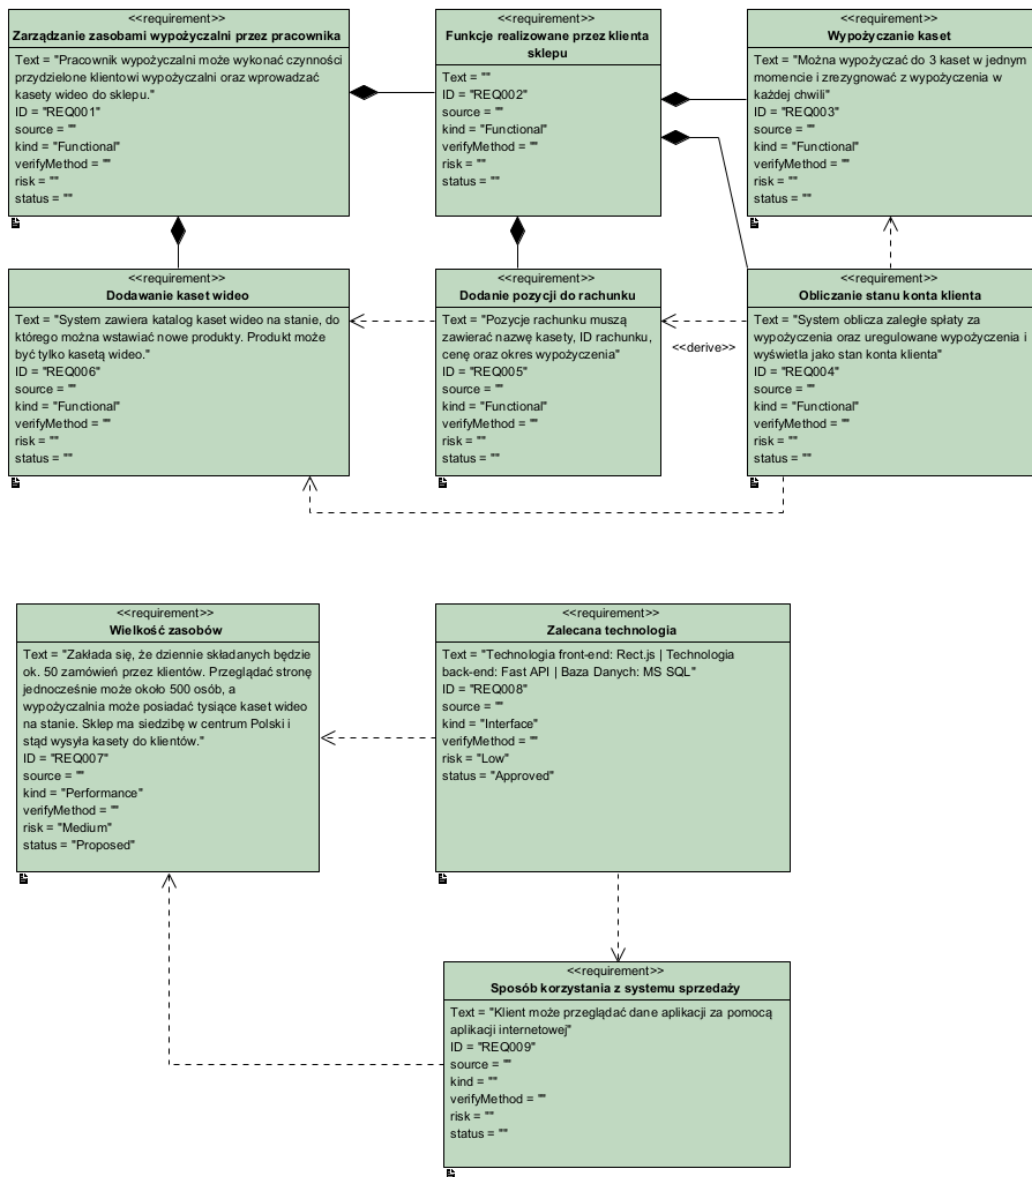 <<requirement>>
Zarządzanie zasobami wypożyczalni przez pracownika
Text = "Pracownik wypożyczalni może wykonać czynności
przydzielone klientowi wypożyczalni oraz wprowadzać
kasety wideo do sklepu."
ID = "REQ001"
source = ""
kind = "Functional"
verifyMethod = ""
risk = ""
status = ""
<<requirement>>
Funkcje realizowane przez klienta
sklepu
Text = ""
ID = "REQ002"
source = ""
kind = "Functional"
verifyMethod = ""
risk = ""
status = ""
<<requirement>>
Wypożyczanie kaset
Text = "Można wypożyczać do 3 kaset w jednym
momencie i zrezygnować z wypożyczenia w
każdej chwili"
ID = "REQ003"
source = ""
kind = "Functional"
verifyMethod = ""
risk = ""
status = ""
<<requirement>>
Dodawanie kaset wideo
Text = "System zawiera katalog kaset wideo na stanie, do
którego można wstawiać nowe produkty. Produkt może
być tylko kasetą wideo."
ID = "REQ006"
source = ""
kind = "Functional"
verifyMethod = ""
risk = ""
status = ""
<<requirement>>
Dodanie pozycji do rachunku
Text = "Pozycje rachunku muszą
zawierać nazwę kasety, ID rachunku,
cenę oraz okres wypożyczenia"
ID = "REQ005"
source = ""
kind = "Functional"
verifyMethod = ""
risk = ""
status = ""
<<derive>>
<<requirement>>
Obliczanie stanu konta klienta
Text = "System oblicza zaległe spłaty za
wypożyczenia oraz uregulowane wypożyczenia i
wyświetla jako stan konta klienta"
ID = "REQ004"
source = ""
kind = "Functional"
verifyMethod = ""
risk = ""
status = ""
<<requirement>>
Wielkość zasobów
Text = "Zakłada się, że dziennie składanych będzie
ok. 50 zamówień przez klientów. Przeglądać stronę
jednocześnie może około 500 osób, a
wypożyczalnia może posiadać tysiące kaset wideo
na stanie. Sklep ma siedzibę w centrum Polski i
stąd wysyła kasety do klientów."
ID = "REQ007"
source = ""
kind = "Performance"
verifyMethod = ""
risk = "Medium"
status = "Proposed"
<<requirement>>
Zalecana technologia
Text = "Technologia front-end: Rect.js | Technologia
back-end: Fast API | Baza Danych: MS SQL"
ID = "REQ008"
source = ""
kind = "Interface"
verifyMethod = ""
risk = "Low"
status = "Approved"
<<requirement>>
Sposób korzystania z systemu sprzedaży
Text = "Klient może przeglądać dane aplikacji za pomocą
aplikacji internetowej"
ID = "REQ009"
source = ""
kind = ""
verifyMethod = ""
risk = ""
status = ""